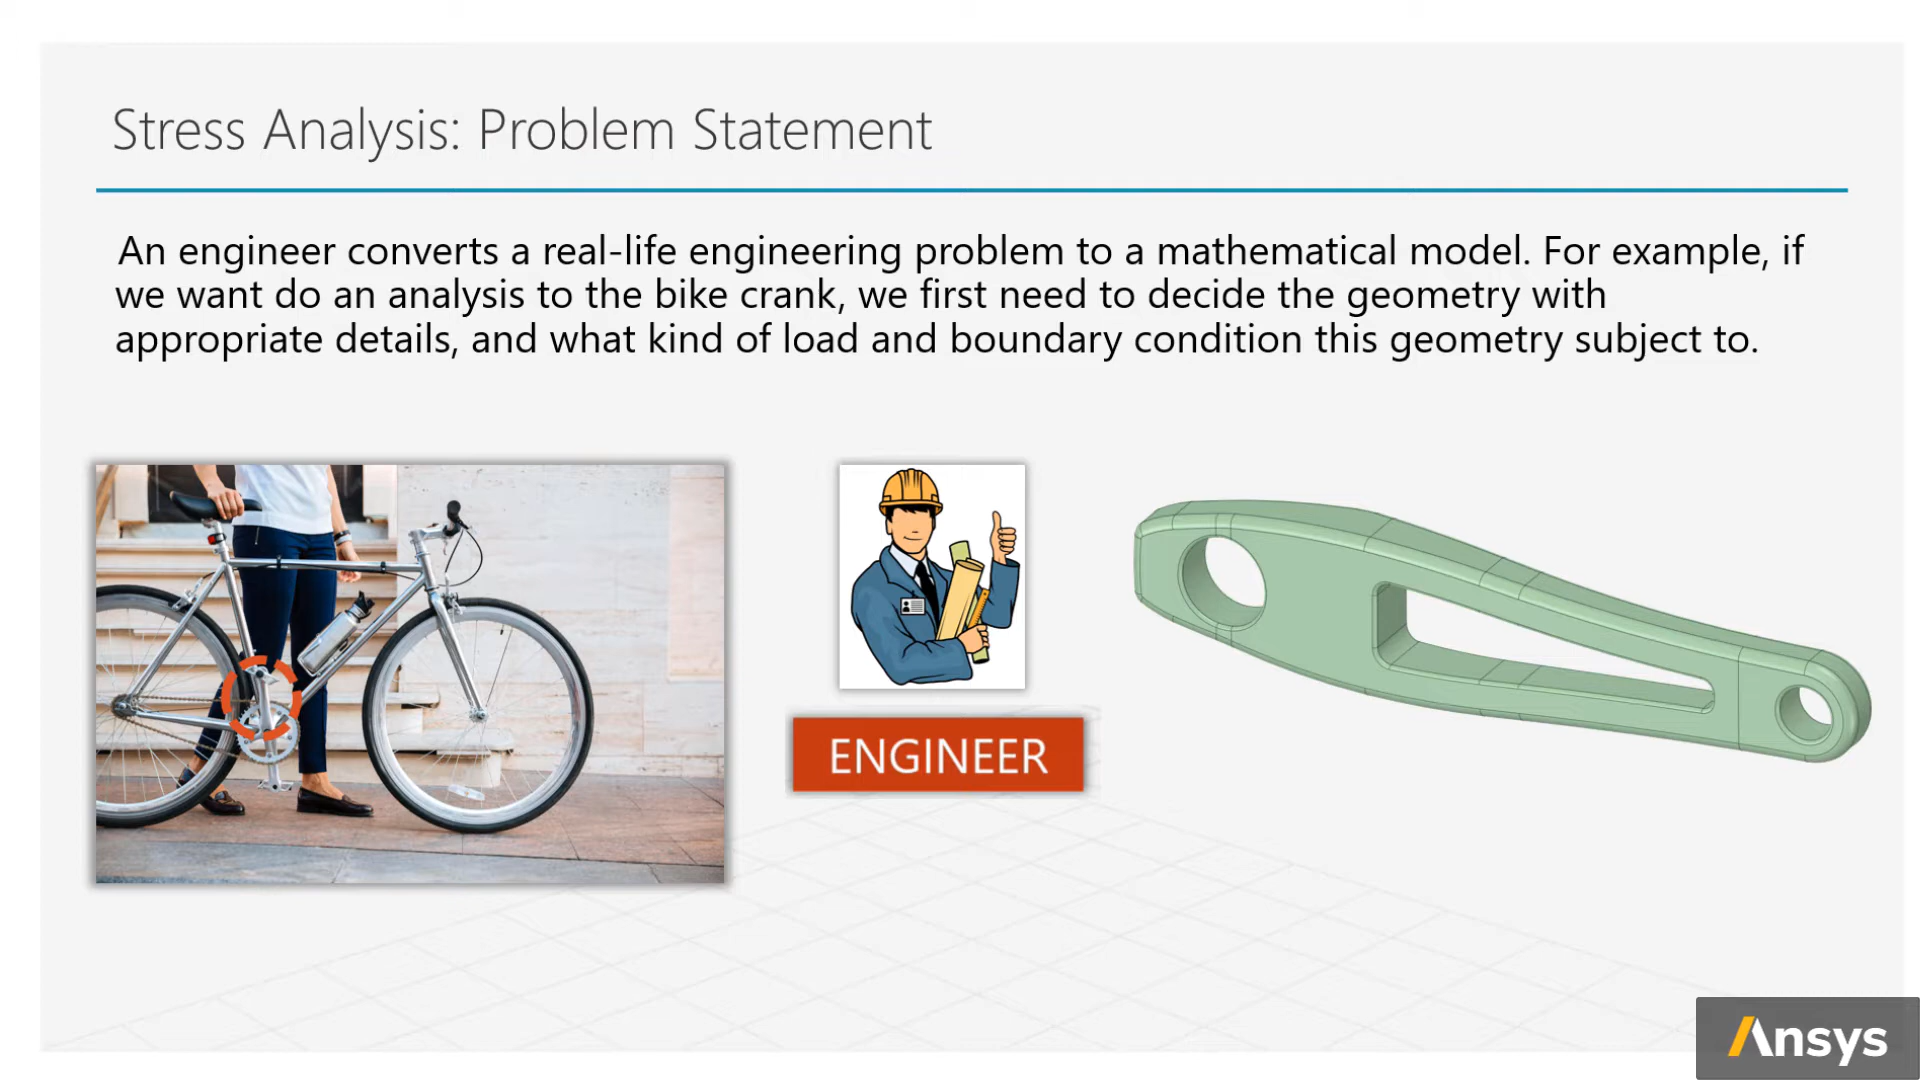 Stress Analysis: Problem Statement
An engineer converts a real-life engineering problem to a mathematical model. For example, if
we want do an analysis to the bike crank, we first need to decide the geometry with
appropriate details, and what kind of load and boundary condition this geometry subject to.
ENGINEER
Ansys